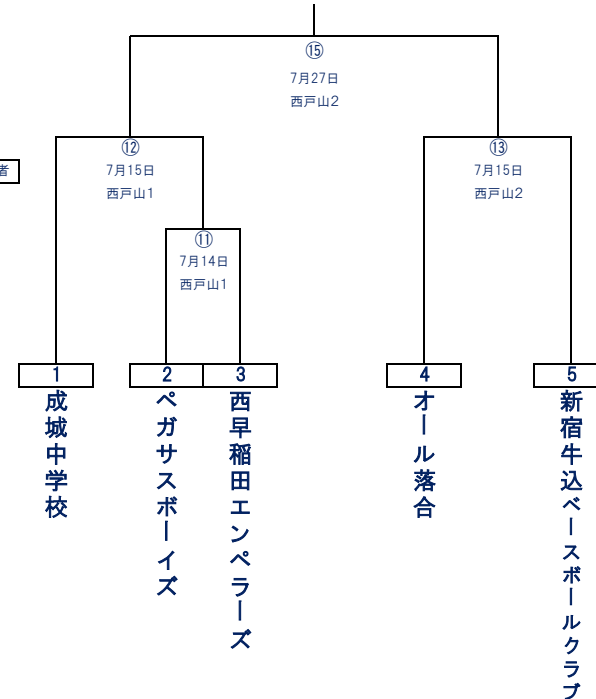 ⑮
7月27日
西戸山2
⑫
7月15日
西戸山1
⑬
7月15日
西戸山2
者
⑪
7月14日
西戸山1
1
2
3
4
5
成城中学校
ペガサスボーイズ
西早稲田エンペラーズ
オール落合
新宿牛込ベースボールクラブ